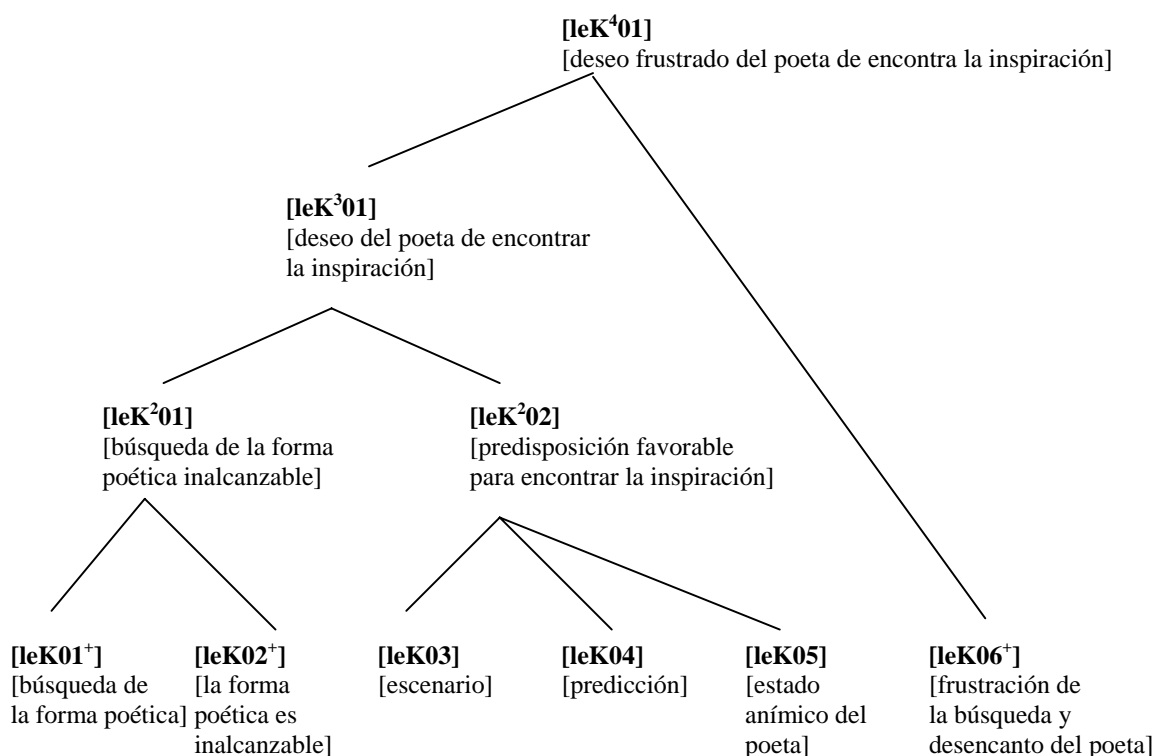 [leK⁴01]
[deseo frustrado del poeta de encontra la inspiración]
[leK³01]
[deseo del poeta de encontrar
la inspiración]
[leK²01]
[búsqueda de la forma
poética inalcanzable]
[leK²02]
[predisposición favorable
para encontrar la inspiración]
[leK01⁺]
[búsqueda de
la forma poética]
[leK02⁺]
[la forma
poética es
inalcanzable]
[leK03]
[escenario]
[leK04]
[predicción]
[leK05]
[estado
anímico del
poeta]
[leK06⁺]
[frustración de
la búsqueda y
desencanto del poeta]